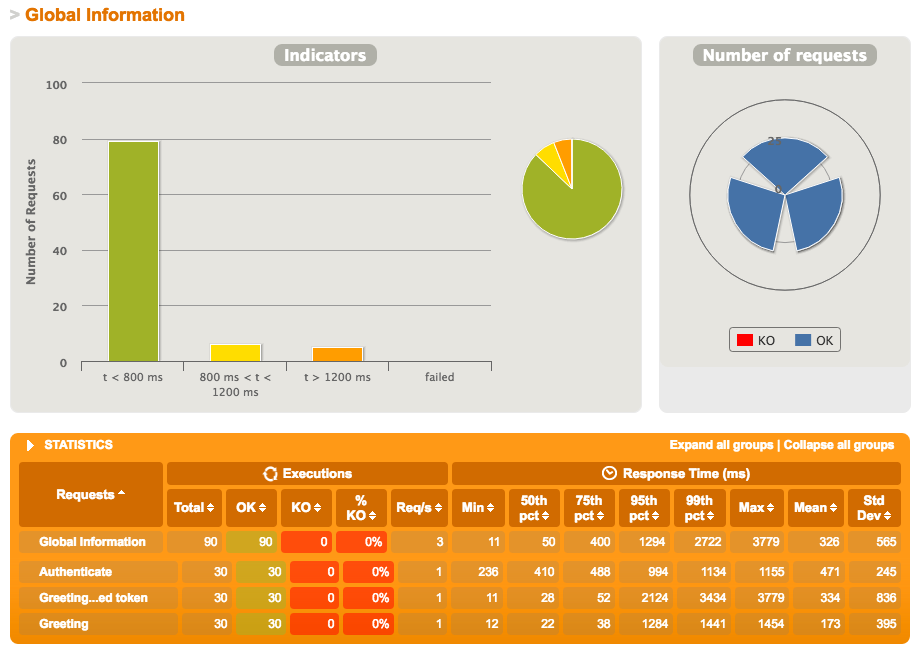 > Global Information
Indicators
Number of Requests
100
80
60
40
20
0
t < 800 ms
800 ms < t <
1200 ms
t > 1200 ms
failed
Number of requests
25
0
KO
OK
STATISTICS
Expand all groups | Collapse all groups
Requests
Executions
Response Time (ms)
Total
OK
KO
%
KO
Req/s
Min
50th
pct
75th
pct
95th
pct
99th
pct
Max
Mean
Std
Dev
Global Information 90 90 0 0% 3 11 50 400 1294 2722 3779 326 565
Authenticate 30 30 0 0% 1 236 410 488 994 1134 1155 471 245
Greeting...ed token 30 30 0 0% 1 11 28 52 2124 3434 3779 334 836
Greeting 30 30 0 0% 1 12 22 38 1284 1441 1454 173 395